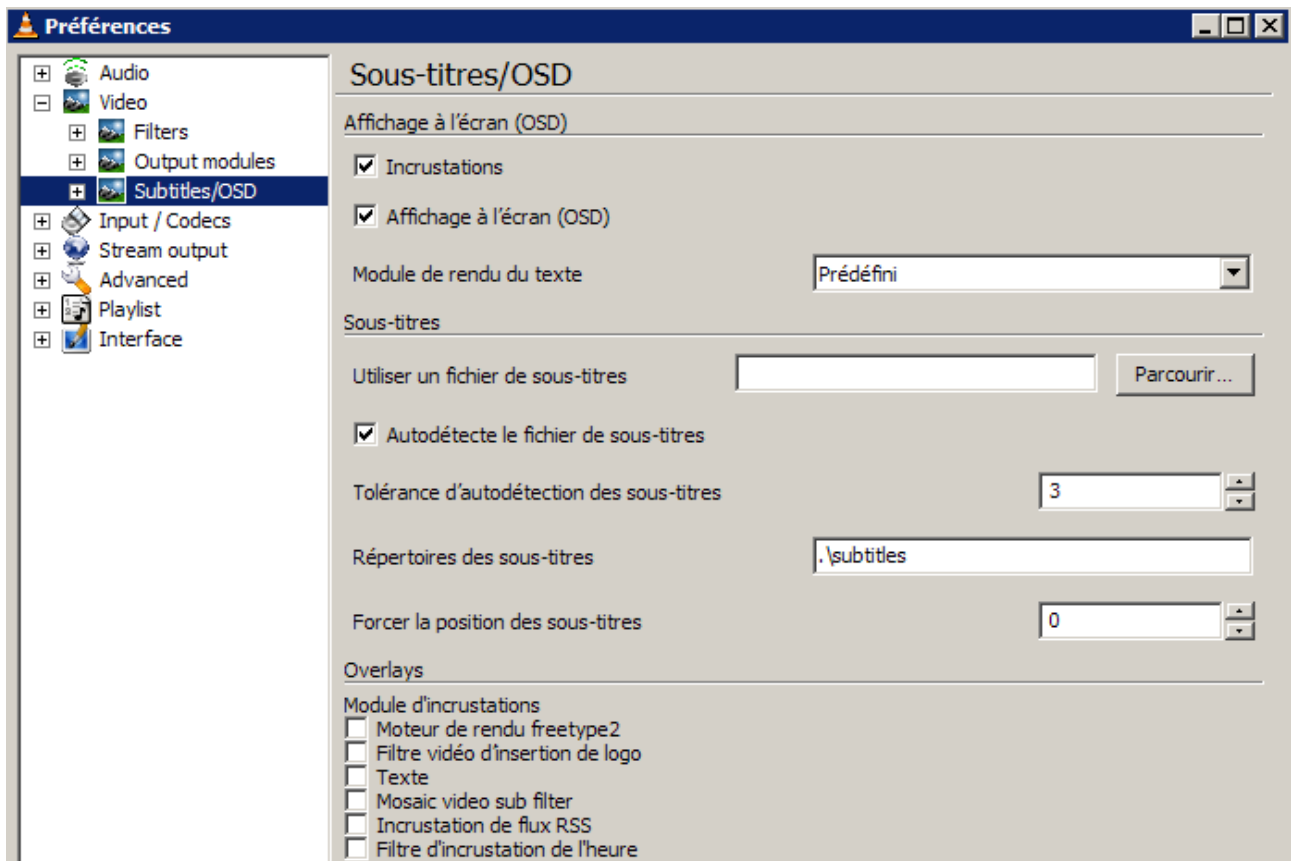 Préférences
Audio
Video
Filters
Output modules
Subtitles/OSD
Input / Codecs
Stream output
Advanced
Playlist
Interface
Sous-titres/OSD
Affichage à l'écran (OSD)
Incrustations
Affichage à l'écran (OSD)
Module de rendu du texte Prédéfini
Sous-titres
Utiliser un fichier de sous-titres Parcourir...
Autodétecte le fichier de sous-titres
Tolérance d'autodétection des sous-titres 3
Répertoires des sous-titres .\subtitles
Forcer la position des sous-titres 0
Overlays
Module d'incrustations
Moteur de rendu freetype2
Filtre vidéo d'insertion de logo
Texte
Mosaic video sub filter
Incrustation de flux RSS
Filtre d'incrustation de l'heure